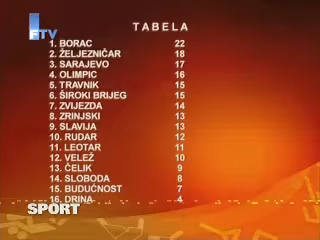 FTV
TABELA
1. BORAC 22
2. ŽELJEZNIČAR 18
3. SARAJEVO 17
4. OLIMPIC 16
5. TRAVNIK 15
6. ŠIROKI BRIJEG 15
7. ZVIJEZDA 14
8. ZRINJSKI 13
9. SLAVIJA 13
10. RUDAR 12
11. LEOTAR 11
12. VELEŽ 10
13. ČELIK 9
14. SLOBODA 8
15. BUDUĆNOST 7
16. DRINA 4
SPORT